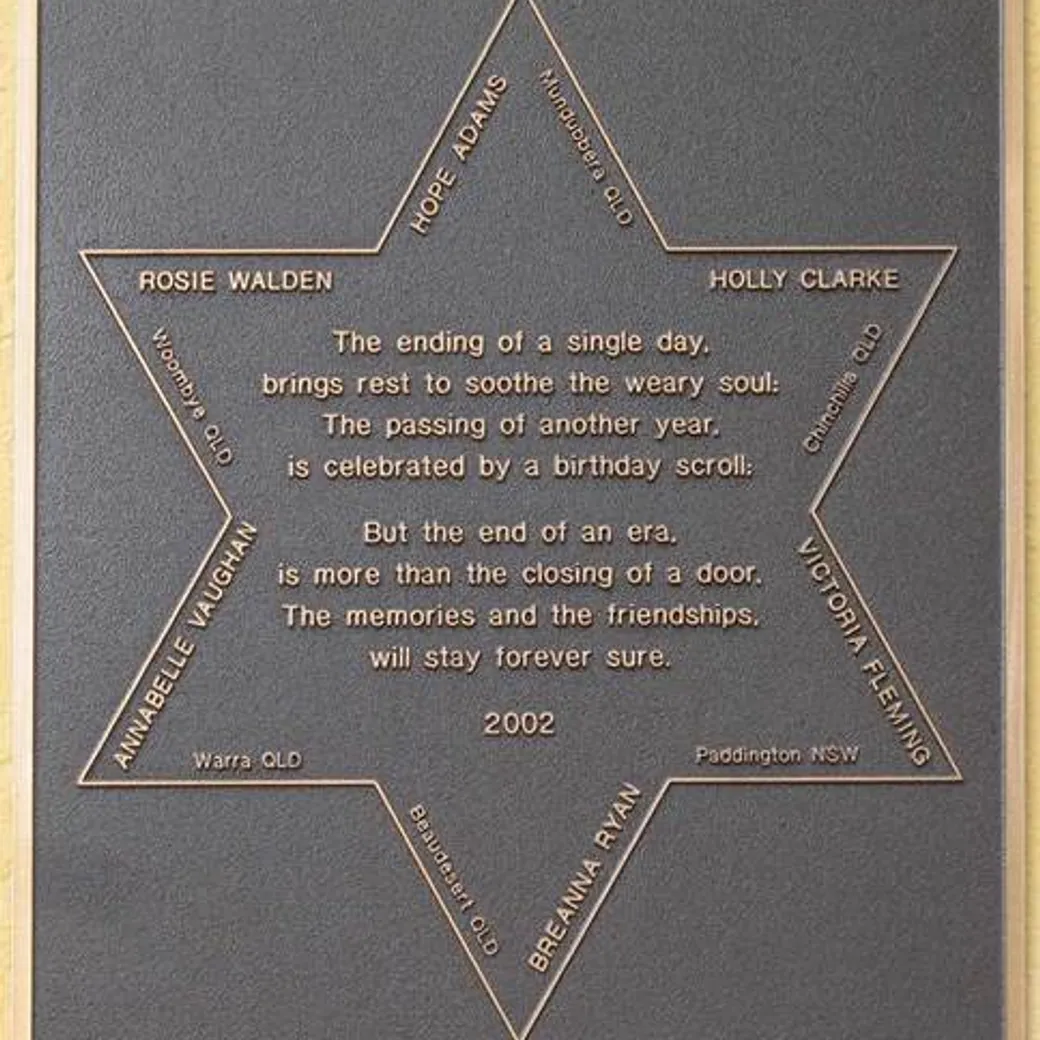 HOPE ADAMS
Mundubbera QLD
ROSIE WALDEN
HOLLY CLARKE
Woombye QLD
Chinchilla QLD
The ending of a single day,
brings rest to soothe the weary soul:
The passing of another year,
is celebrated by a birthday scroll:
But the end of an era,
is more than the closing of a door.
The memories and the friendships,
will stay forever sure.
2002
ANNABELLE VAUGHAN
Warra QLD
VICTORIA FLEMING
Paddington NSW
Beaudesert QLD
BREANNA RYAN